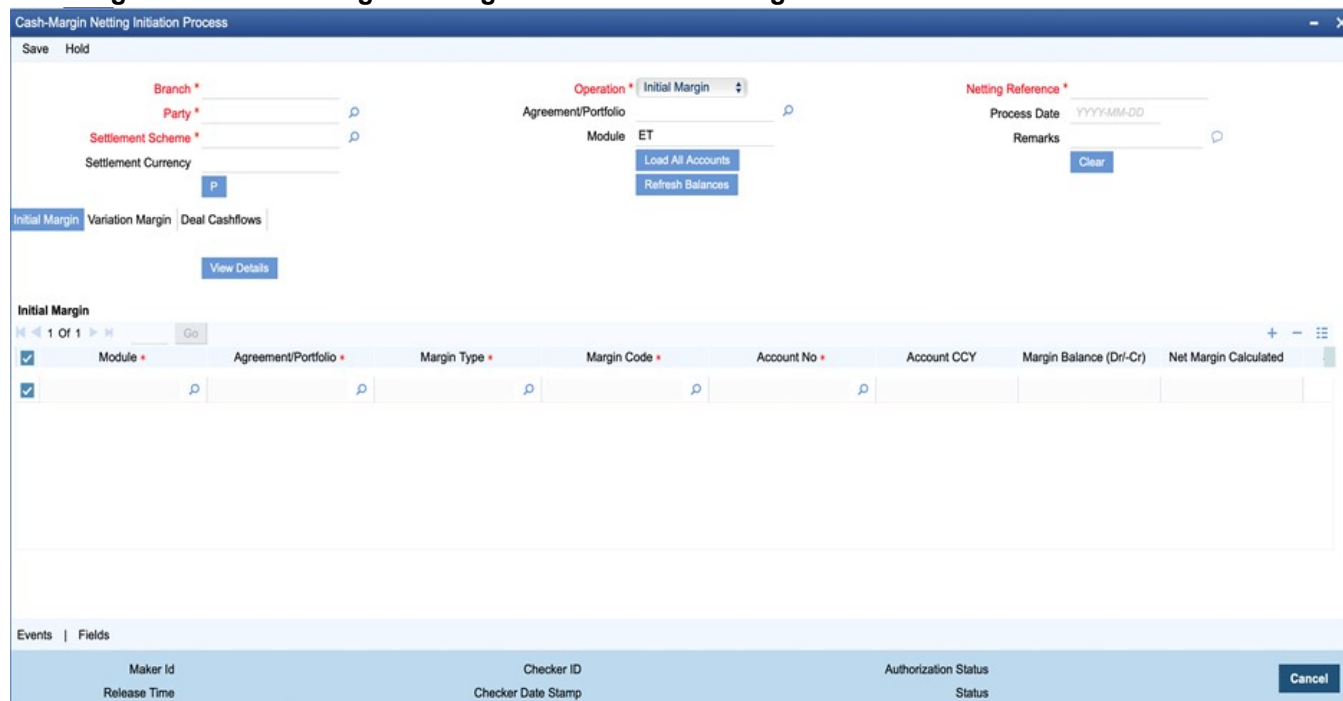 Cash-Margin Netting Initiation Process
Save Hold
Branch * Operation * Initial Margin Netting Reference *
Party * Agreement/Portfolio Process Date YYYY-MM-DD
Settlement Scheme * Module ET Remarks
Settlement Currency Load All Accounts Clear
P Refresh Balances
Initial Margin Variation Margin Deal Cashflows
View Details
Initial Margin
1 Of 1 Go
Module * Agreement/Portfolio * Margin Type * Margin Code * Account No * Account CCY Margin Balance (Dr/-Cr) Net Margin Calculated
Events | Fields
Maker Id Checker ID Authorization Status
Cancel
Release Time Checker Date Stamp Status